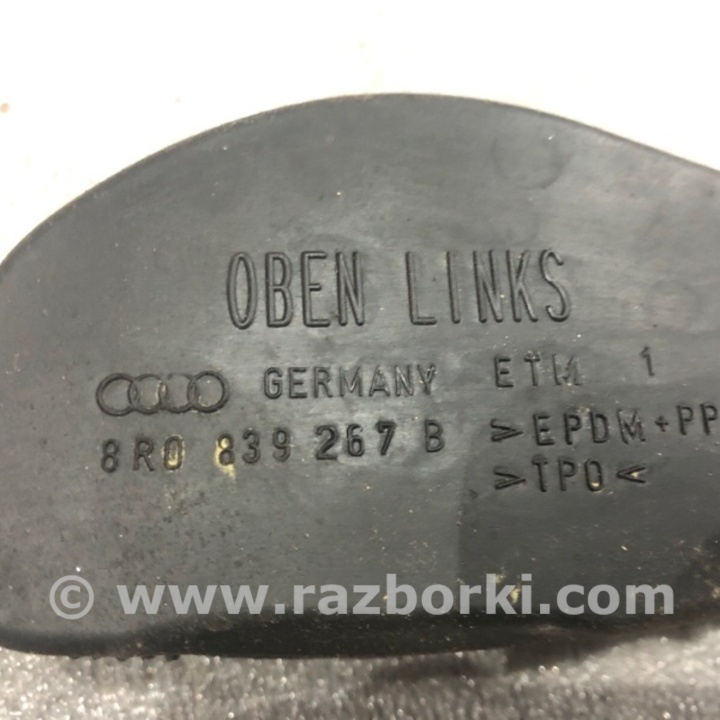 OBEN LINKS
GERMANY ETM 1
8R0 839 267 B >EPDM+PP
>TPO<
© www.razborki.com